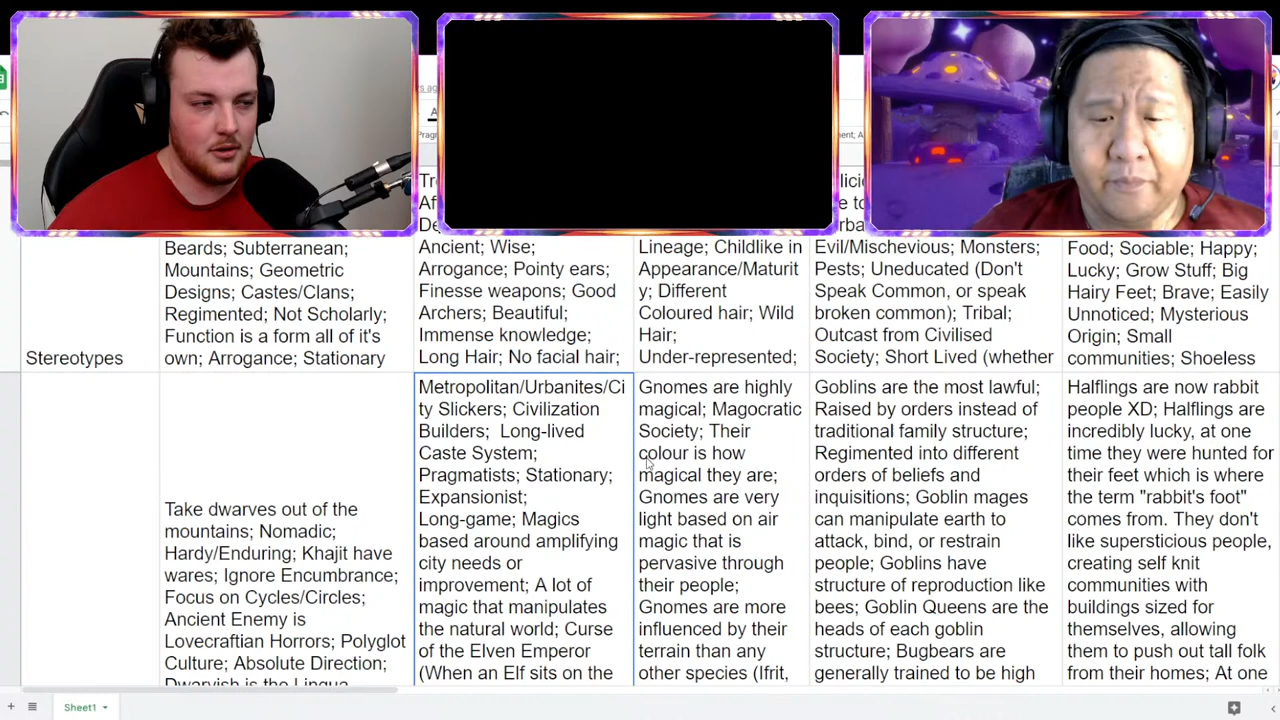 Beards; Subterranean;
Mountains; Geometric
Designs; Castes/Clans;
Regimented; Not Scholarly;
Function is a form all of it's
own; Arrogance; Stationary
Ancient; Wise;
Arrogance; Pointy ears;
Finesse weapons; Good
Archers; Beautiful;
Immense knowledge;
Long Hair; No facial hair;
Lineage; Childlike in
Appearance/Maturit
y; Different
Coloured hair; Wild
Hair;
Under-represented;
Evil/Mischevious; Monsters;
Pests; Uneducated (Don't
Speak Common, or speak
broken common); Tribal;
Outcast from Civilised
Society; Short Lived (whether
Food; Sociable; Happy;
Lucky; Grow Stuff; Big
Hairy Feet; Brave; Easily
Unnoticed; Mysterious
Origin; Small
communities; Shoeless
Stereotypes
Take dwarves out of the
mountains; Nomadic;
Hardy/Enduring; Khajit have
wares; Ignore Encumbrance;
Focus on Cycles/Circles;
Ancient Enemy is
Lovecraftian Horrors; Polyglot
Culture; Absolute Direction;
Dwarvish is the Lingua
Metropolitan/Urbanites/Ci
ty Slickers; Civilization
Builders; Long-lived
Caste System;
Pragmatists; Stationary;
Expansionist;
Long-game; Magics
based around amplifying
city needs or
improvement; A lot of
magic that manipulates
the natural world; Curse
of the Elven Emperor
(When an Elf sits on the
Gnomes are highly
magical; Magocratic
Society; Their
colour is how
magical they are;
Gnomes are very
light based on air
magic that is
pervasive through
their people;
Gnomes are more
influenced by their
terrain than any
other species (Ifrit,
Goblins are the most lawful;
Raised by orders instead of
traditional family structure;
Regimented into different
orders of beliefs and
inquisitions; Goblin mages
can manipulate earth to
attack, bind, or restrain
people; Goblins have
structure of reproduction like
bees; Goblin Queens are the
heads of each goblin
structure; Bugbears are
generally trained to be high
Halflings are now rabbit
people XD; Halflings are
incredibly lucky, at one
time they were hunted for
their feet which is where
the term "rabbit's foot"
comes from. They don't
like supersticious people,
creating self knit
communities with
buildings sized for
themselves, allowing
them to push out tall folk
from their homes; At one
Sheet1